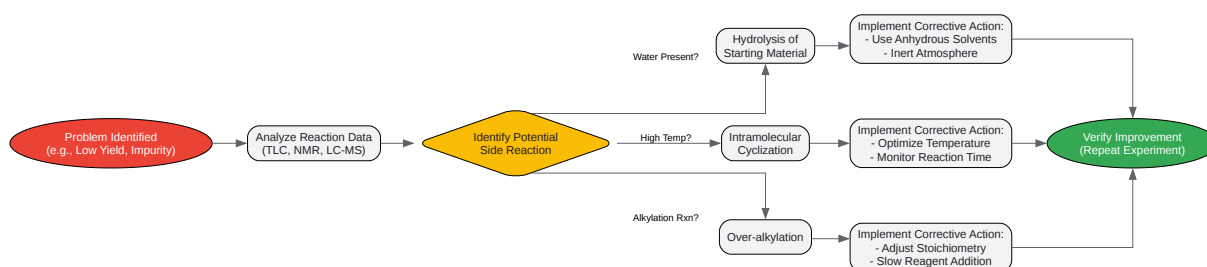 Problem Identified
(e.g., Low Yield, Impurity)
Analyze Reaction Data
(TLC, NMR, LC-MS)
Identify Potential
Side Reaction
Water Present?
Hydrolysis of
Starting Material
Implement Corrective Action:
- Use Anhydrous Solvents
- Inert Atmosphere
High Temp?
Intramolecular
Cyclization
Implement Corrective Action:
- Optimize Temperature
- Monitor Reaction Time
Alkylation Rxn?
Over-alkylation
Implement Corrective Action:
- Adjust Stoichiometry
- Slow Reagent Addition
Verify Improvement
(Repeat Experiment)